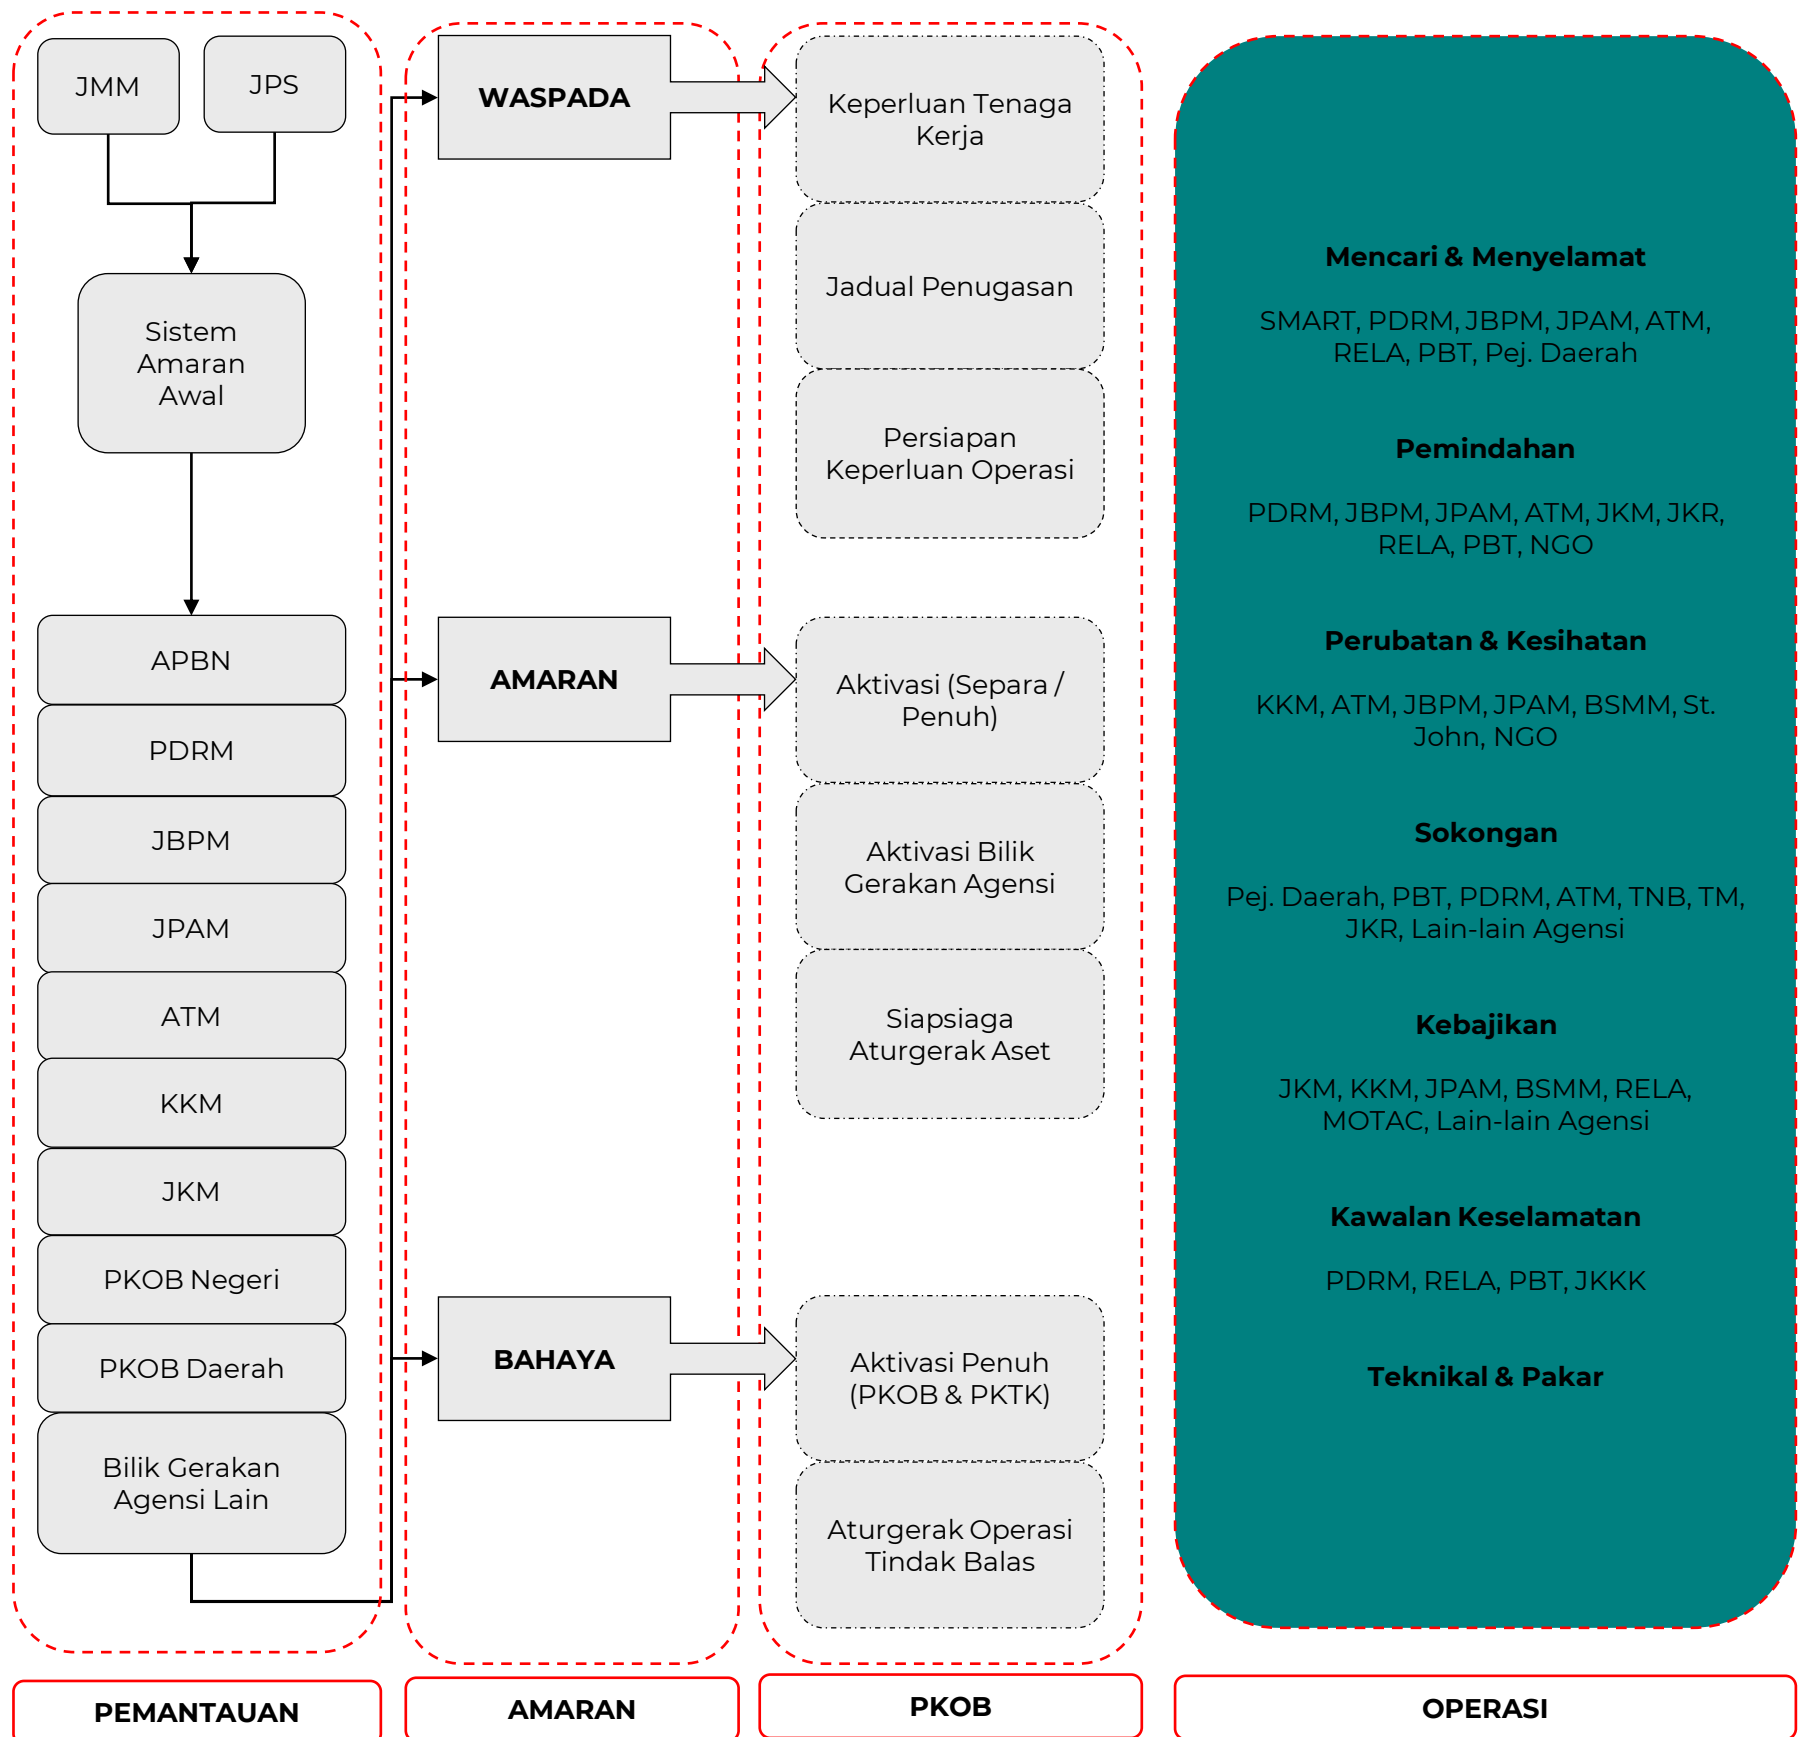 JMM
JPS
Sistem
Amaran
Awal
APBN
PDRM
JBPM
JPAM
ATM
KKM
JKM
PKOB Negeri
PKOB Daerah
Bilik Gerakan
Agensi Lain
PEMANTAUAN
WASPADA
AMARAN
BAHAYA
AMARAN
Keperluan Tenaga
Kerja
Jadual Penugasan
Persiapan
Keperluan Operasi
Aktivasi (Separa /
Penuh)
Aktivasi Bilik
Gerakan Agensi
Siapsiaga
Aturgerak Aset
Aktivasi Penuh
(PKOB & PKTK)
Aturgerak Operasi
Tindak Balas
PKOB
Mencari & Menyelamat
SMART, PDRM, JBPM, JPAM, ATM,
RELA, PBT, Pej. Daerah
Pemindahan
PDRM, JBPM, JPAM, ATM, JKM, JKR,
RELA, PBT, NGO
Perubatan & Kesihatan
KKM, ATM, JBPM, JPAM, BSMM, St.
John, NGO
Sokongan
Pej. Daerah, PBT, PDRM, ATM, TNB, TM,
JKR, Lain-lain Agensi
Kebajikan
JKM, KKM, JPAM, BSMM, RELA,
MOTAC, Lain-lain Agensi
Kawalan Keselamatan
PDRM, RELA, PBT, JKKK
Teknikal & Pakar
OPERASI